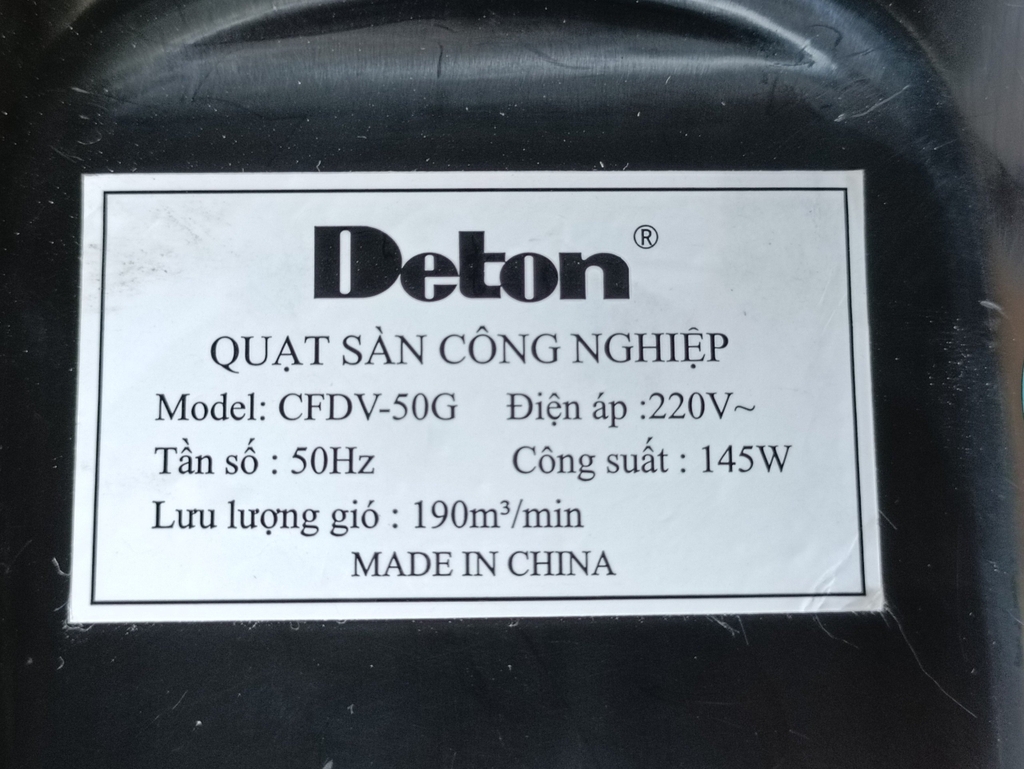 Deton®
QUẠT SÀN CÔNG NGHIỆP
Model: CFDV-50G Điện áp :220V~
Tần số : 50Hz Công suất : 145W
Lưu lượng gió : 190m³/min
MADE IN CHINA